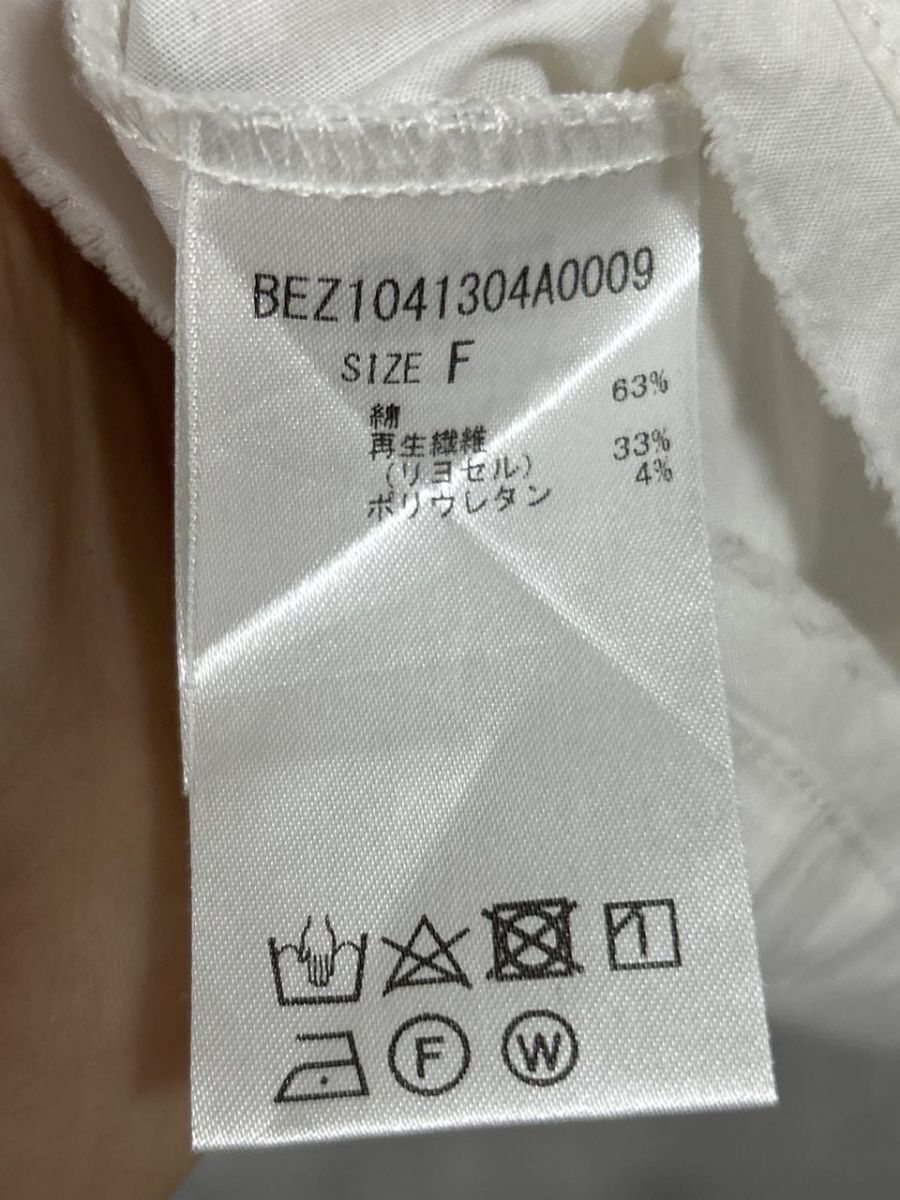 BEZ1041304A0009
SIZE F
綿 63%
再生繊維 33%
(リヨセル)
ポリウレタン 4%
F W